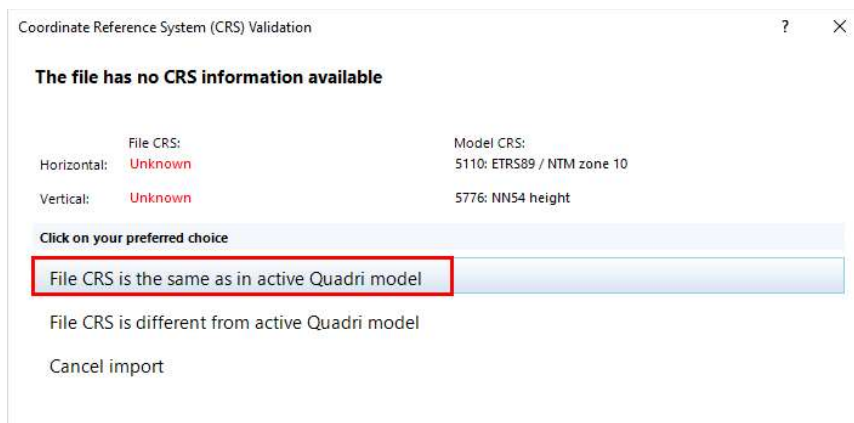 Coordinate Reference System (CRS) Validation ? ×
The file has no CRS information available
File CRS: Model CRS:
Horizontal: Unknown 5110: ETRS89 / NTM zone 10
Vertical: Unknown 5776: NN54 height
Click on your preferred choice
File CRS is the same as in active Quadri model
File CRS is different from active Quadri model
Cancel import